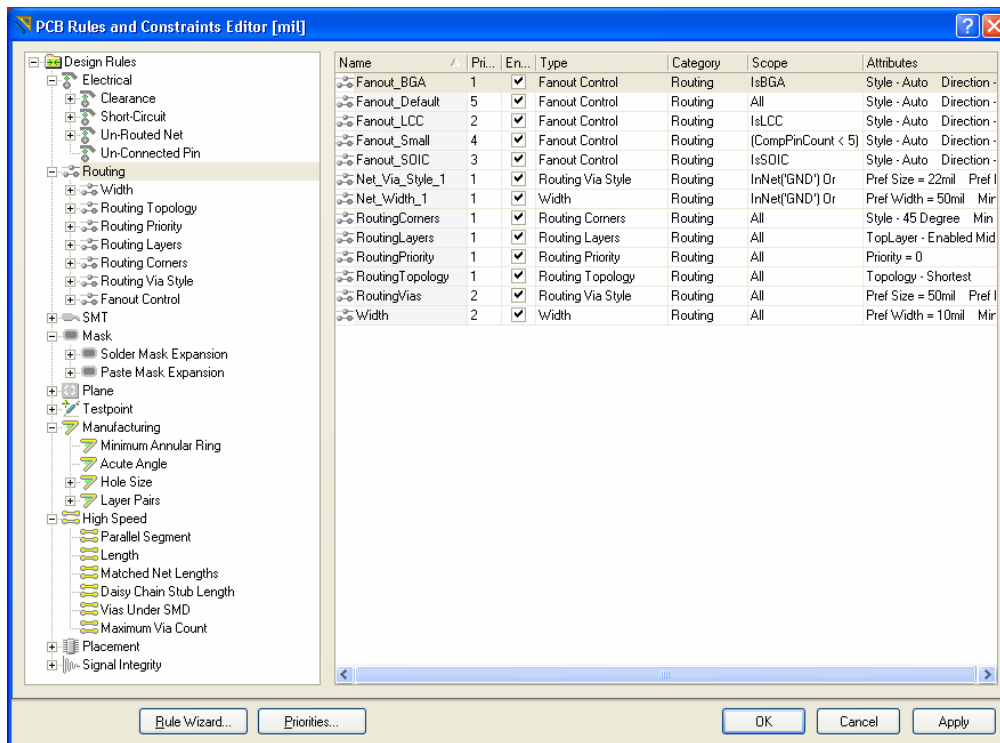 PCB Rules and Constraints Editor [mil]
Design Rules
Electrical
Clearance
Short-Circuit
Un-Routed Net
Un-Connected Pin
Routing
Width
Routing Topology
Routing Priority
Routing Layers
Routing Corners
Routing Via Style
Fanout Control
SMT
Mask
Solder Mask Expansion
Paste Mask Expansion
Plane
Testpoint
Manufacturing
Minimum Annular Ring
Acute Angle
Hole Size
Layer Pairs
High Speed
Parallel Segment
Length
Matched Net Lengths
Daisy Chain Stub Length
Vias Under SMD
Maximum Via Count
Placement
Signal Integrity
Name Pri... En... Type Category Scope Attributes
Fanout_BGA 1 Fanout Control Routing IsBGA Style - Auto Direction -
Fanout_Default 5 Fanout Control Routing All Style - Auto Direction -
Fanout_LCC 2 Fanout Control Routing IsLCC Style - Auto Direction -
Fanout_Small 4 Fanout Control Routing (CompPinCount < 5) Style - Auto Direction -
Fanout_SOIC 3 Fanout Control Routing IsSOIC Style - Auto Direction -
Net_Via_Style_1 1 Routing Via Style Routing InNet('GND') Or Pref Size = 22mil Pref
Net_Width_1 1 Width Routing InNet('GND') Or Pref Width = 50mil Min
RoutingCorners 1 Routing Corners Routing All Style - 45 Degree Min
RoutingLayers 1 Routing Layers Routing All TopLayer - Enabled Mid
RoutingPriority 1 Routing Priority Routing All Priority = 0
RoutingTopology 1 Routing Topology Routing All Topology - Shortest
RoutingVias 2 Routing Via Style Routing All Pref Size = 50mil Pref
Width 2 Width Routing All Pref Width = 10mil Min
Rule Wizard... Priorities... OK Cancel Apply